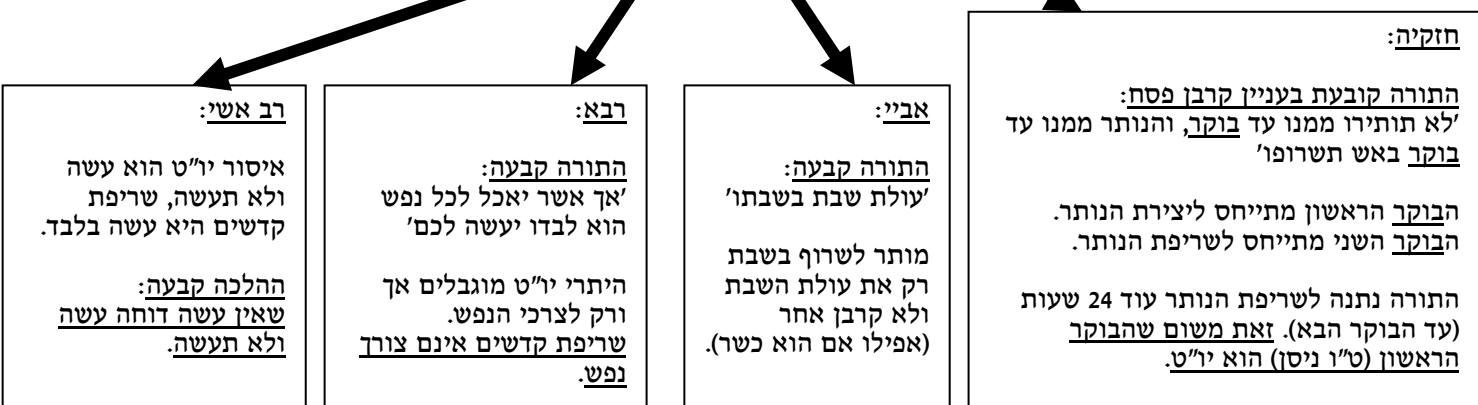 חזקיה:
התורה קובעת בעניין קרבן פסח:
'לא תותירו ממנו עד בוקר, והנותר ממנו עד
בוקר באש תשרופו'
הבוקר הראשון מתייחס ליצירת הנותר.
הבוקר השני מתייחס לשריפת הנותר.
התורה נתנה לשריפת הנותר עוד 24 שעות
(עד הבוקר הבא). זאת משום שהבוקר
הראשון (ט"ו ניסן) הוא יו"ט.
אביי:
התורה קבעה:
'עולת שבת בשבתו'
מותר לשרוף בשבת
רק את עולת השבת
ולא קרבן אחר
(אפילו אם הוא כשר).
רבא:
התורה קבעה:
'אך אשר יאכל לכל נפש
הוא לבדו יעשה לכם'
היתרי יו"ט מוגבלים אך
ורק לצרכי הנפש.
שריפת קדשים אינם צורך
נפש.
רב אשי:
איסור יו"ט הוא עשה
ולא תעשה, שריפת
קדשים היא עשה בלבד.
ההלכה קבעה:
שאין עשה דוחה עשה
ולא תעשה.